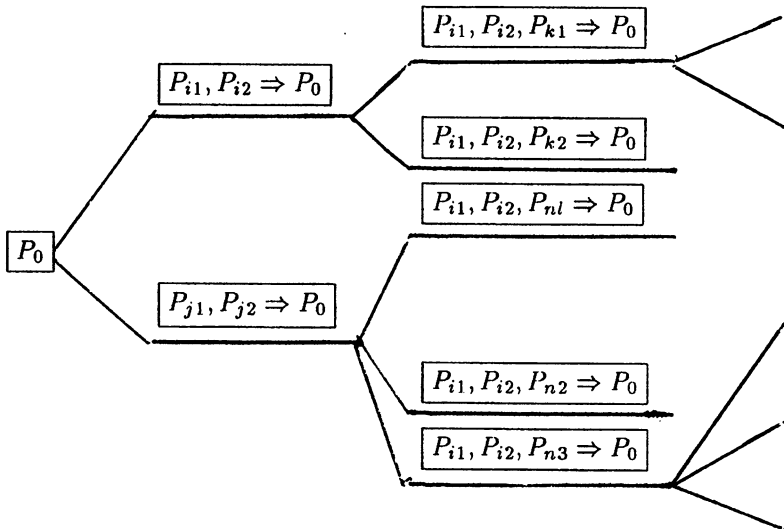 P_{i1}, P_{i2}, P_{k1} ⇒ P_0
P_{i1}, P_{i2} ⇒ P_0
P_{i1}, P_{i2}, P_{k2} ⇒ P_0
P_{i1}, P_{i2}, P_{nl} ⇒ P_0
P_0
P_{j1}, P_{j2} ⇒ P_0
P_{i1}, P_{i2}, P_{n2} ⇒ P_0
P_{i1}, P_{i2}, P_{n3} ⇒ P_0